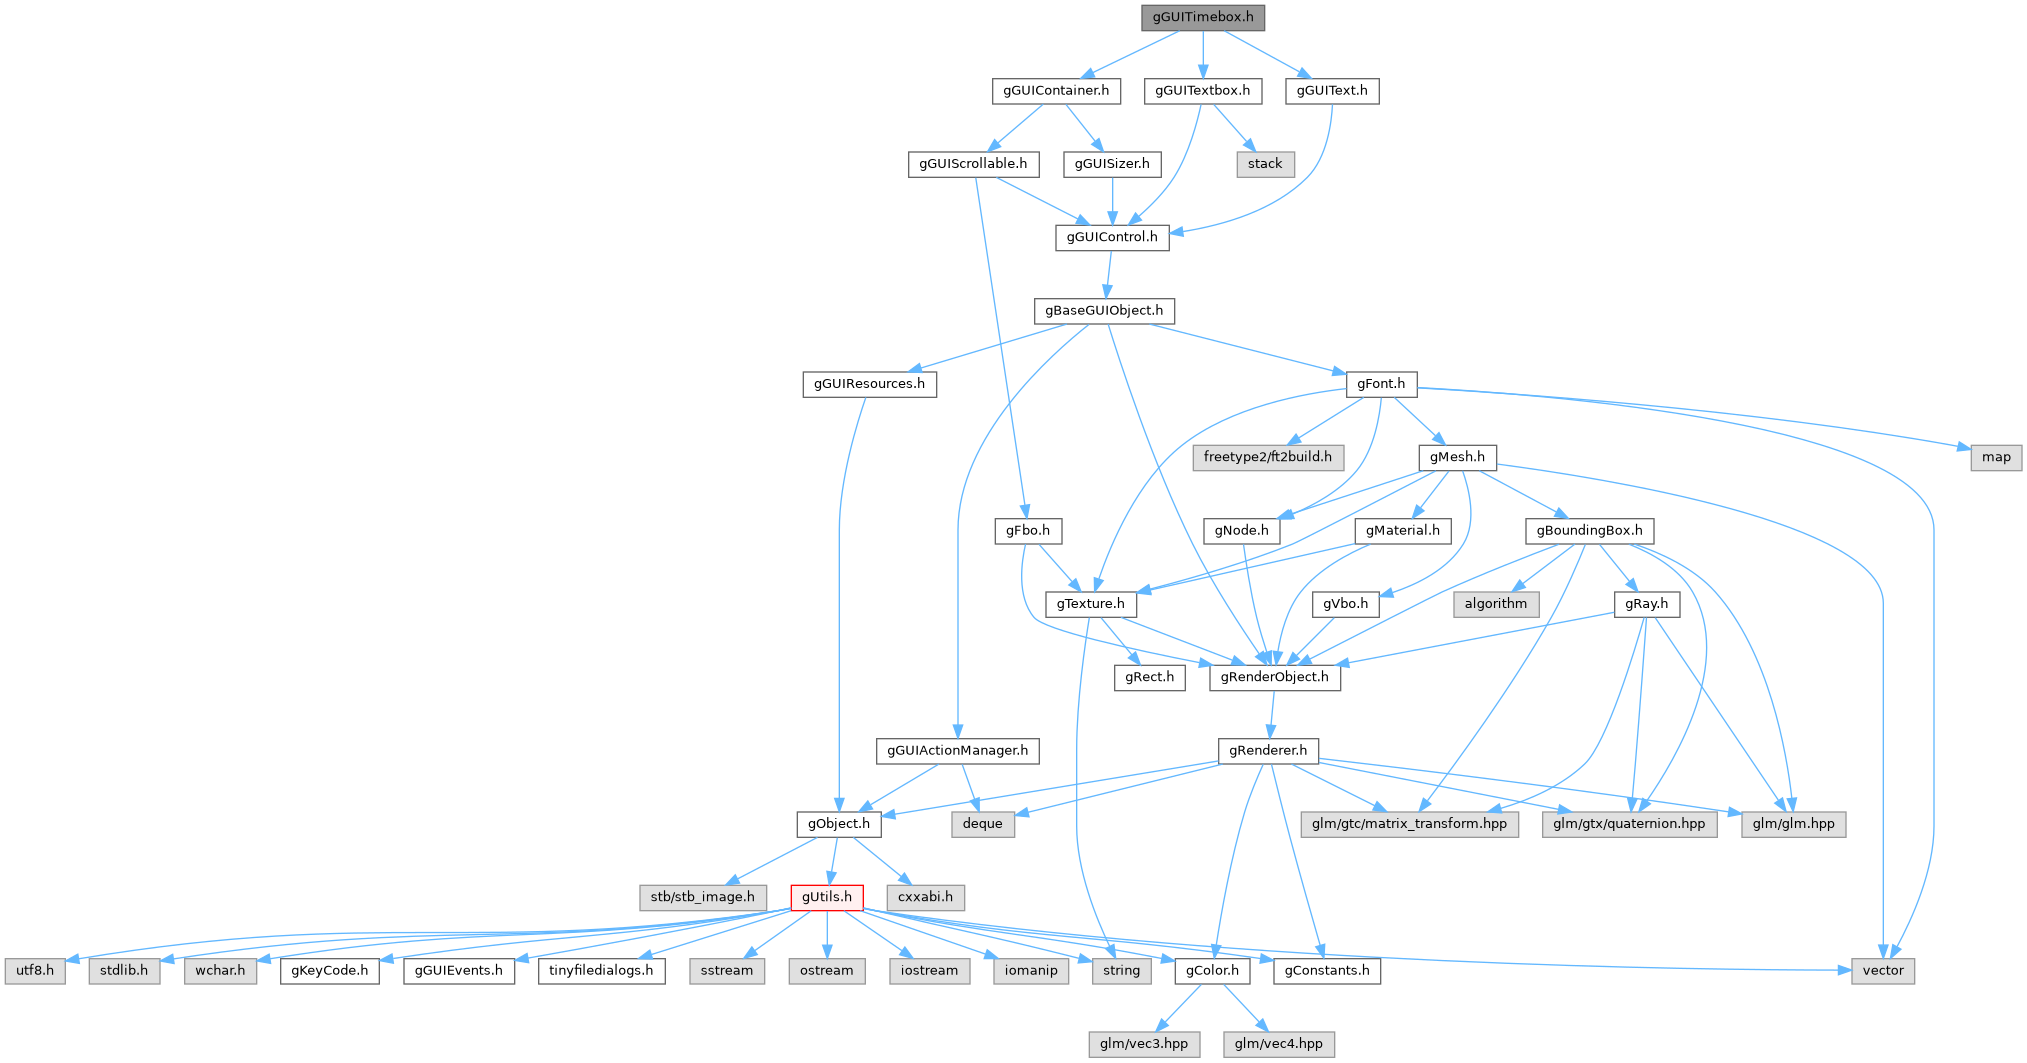 gGUITimebox.h
gGUIContainer.h
gGUITextbox.h
gGUIText.h
gGUIScrollable.h
gGUISizer.h
stack
gGUIControl.h
gBaseGUIObject.h
gGUIResources.h
gFont.h
freetype2/ft2build.h
gMesh.h
map
gFbo.h
gNode.h
gMaterial.h
gBoundingBox.h
gTexture.h
gVbo.h
algorithm
gRay.h
gRect.h
gRenderObject.h
gGUIActionManager.h
gRenderer.h
gObject.h
deque
glm/gtc/matrix_transform.hpp
glm/gtx/quaternion.hpp
glm/glm.hpp
stb/stb_image.h
gUtils.h
cxxabi.h
utf8.h
stdlib.h
wchar.h
gKeyCode.h
gGUIEvents.h
tinyfiledialogs.h
sstream
ostream
iostream
iomanip
string
gColor.h
gConstants.h
vector
glm/vec3.hpp
glm/vec4.hpp